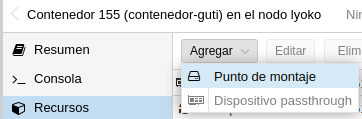 Contenedor 155 (contenedor-guti) en el nodo lyoko
Resumen
Agregar
Editar
Consola
Punto de montaje
Recursos
Dispositivo passthrough